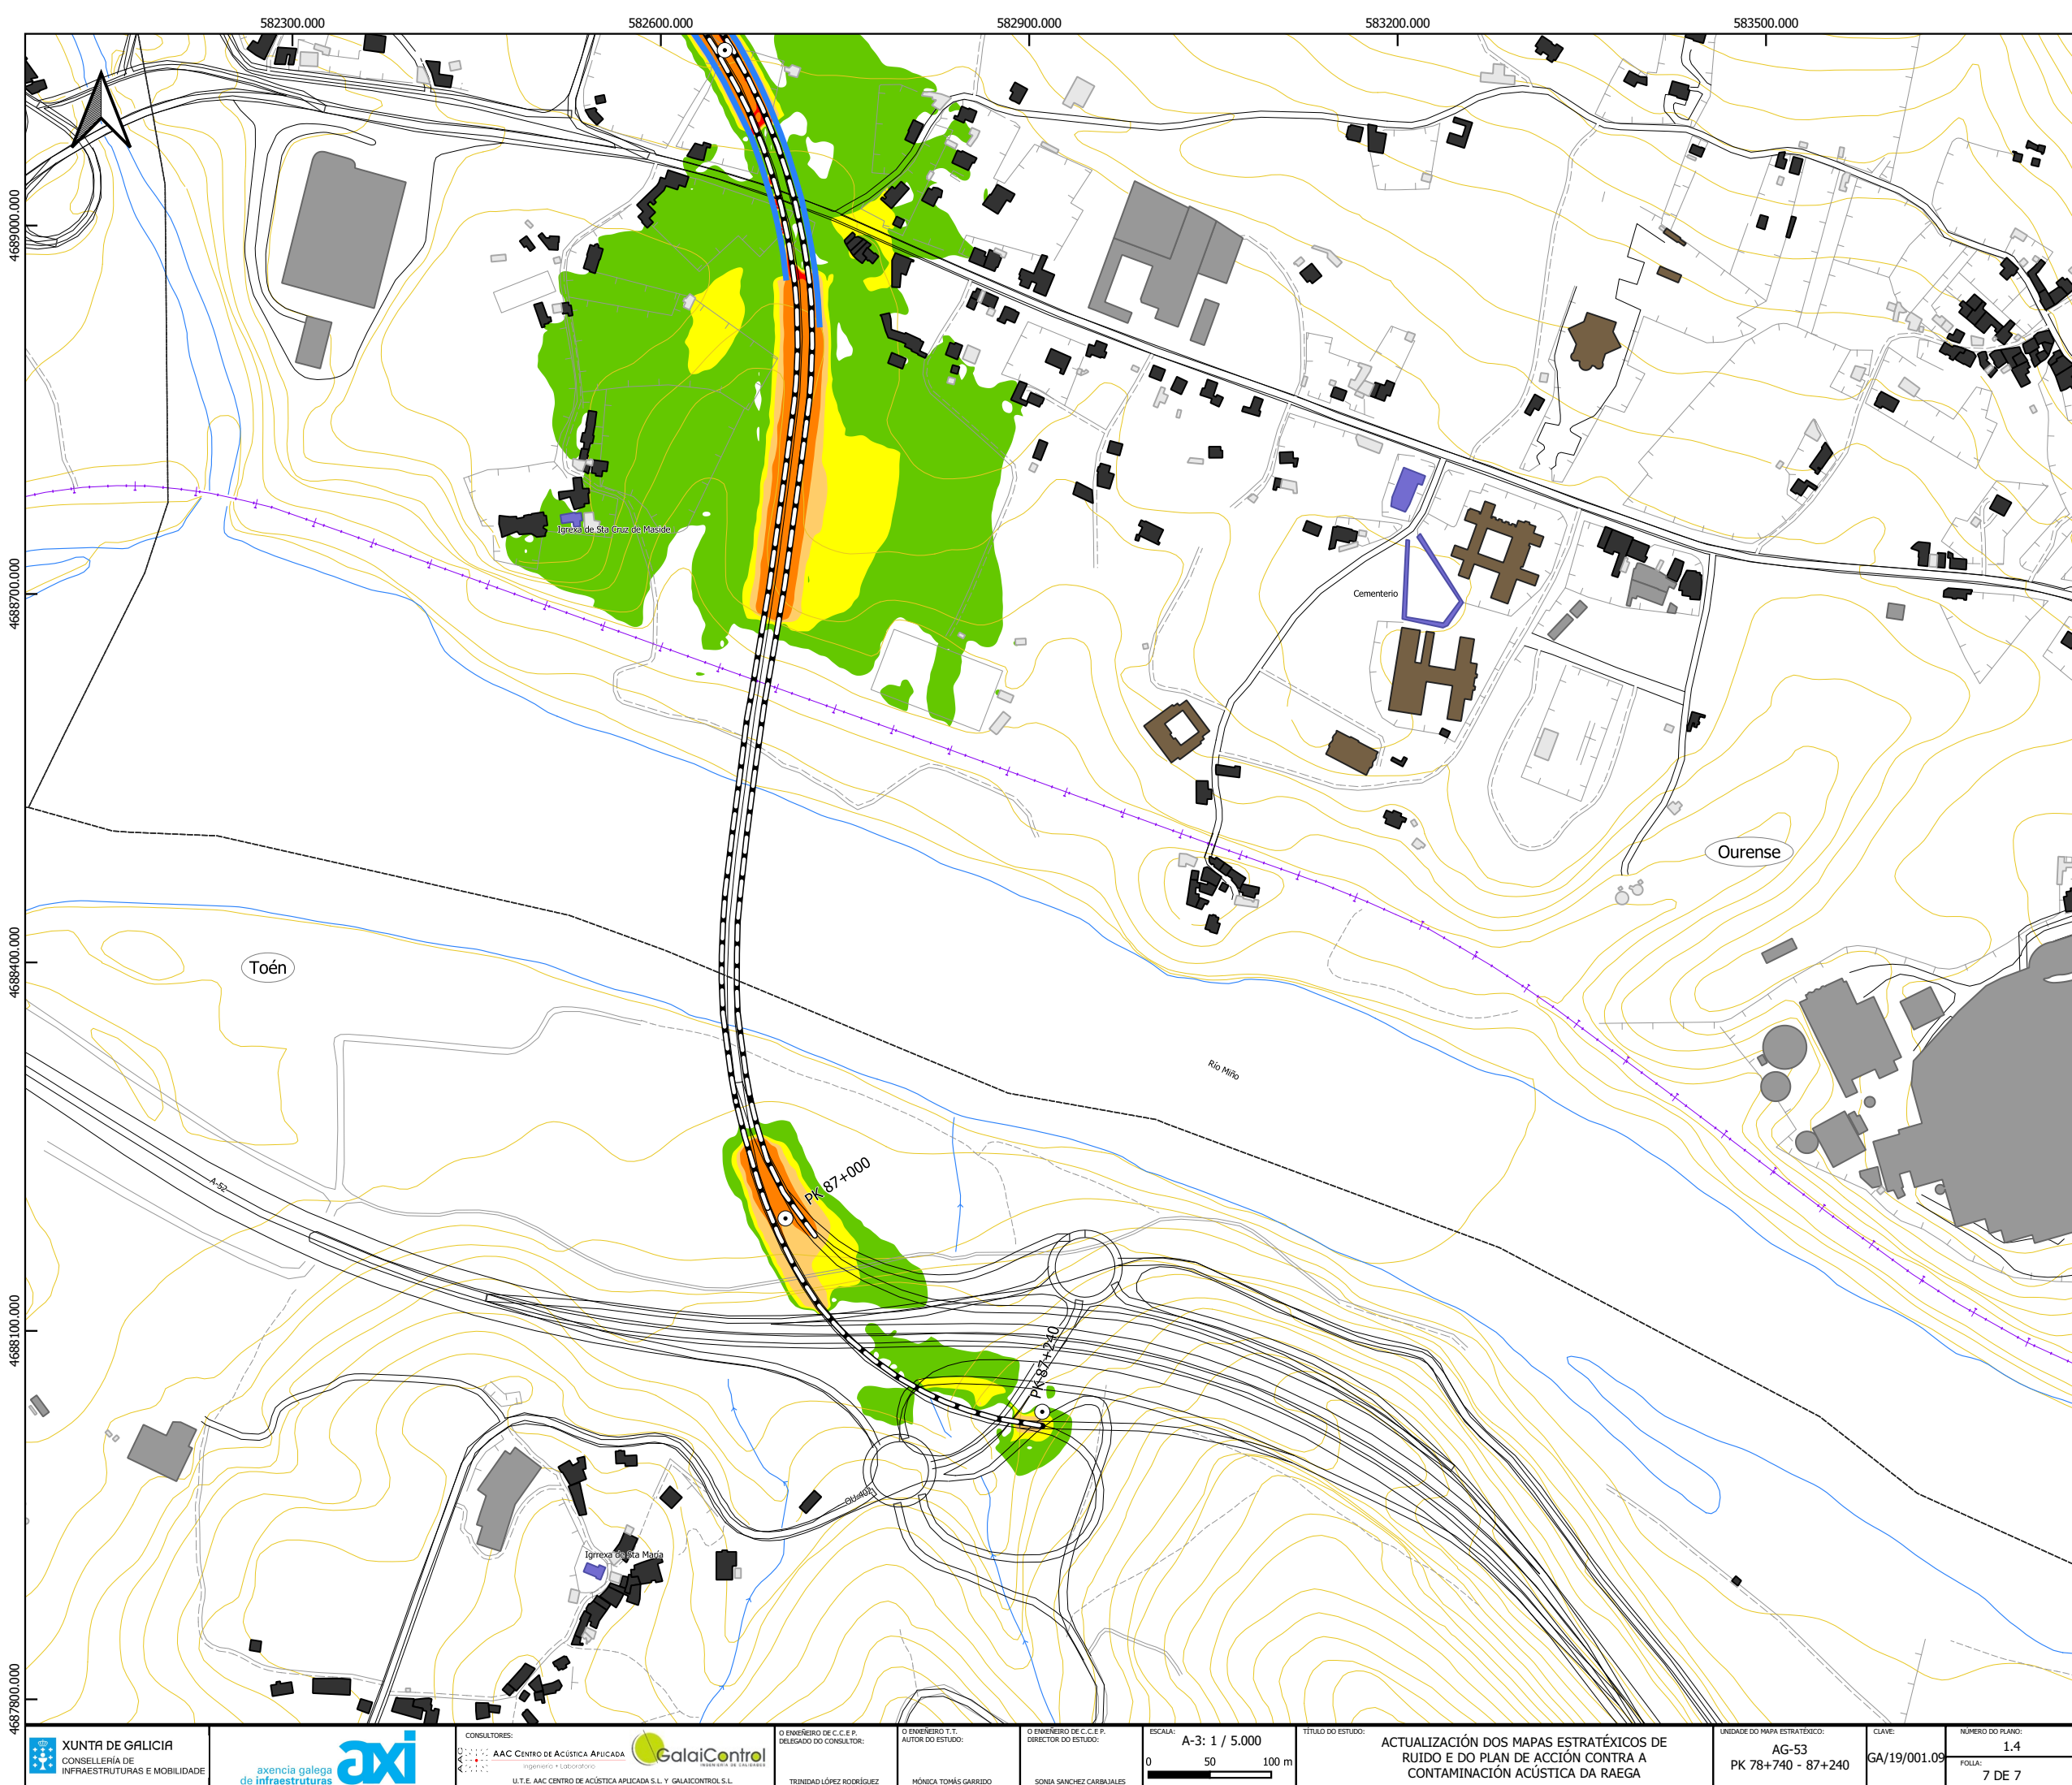 582300.000
582600.000
582900.000
583200.000
583500.000
4689000.000
4688700.000
4688400.000
4688100.000
4687800.000
Igrexa de Sta Cruz de Maside
Cementerio
Ourense
Toén
Río Miño
PK 87+000
A-52
PK 87+240
OU-402
Igrrexa de Sta María
XUNTA DE GALICIA
CONSELLERÍA DE
INFRAESTRUTURAS E MOBILIDADE
axencia galega
de infraestruturas
axi
CONSULTORES:
AAC
AAC CENTRO DE ACÚSTICA APLICADA
Ingeniería + Laboratorio
GalaiControl
INGENIERÍA DE CALIDADES
U.T.E. AAC CENTRO DE ACÚSTICA APLICADA S.L. Y GALAICONTROL S.L.
O ENXEÑEIRO DE C.C.E P.
DELEGADO DO CONSULTOR:
TRINIDAD LÓPEZ RODRÍGUEZ
O ENXEÑEIRO T.T.
AUTOR DO ESTUDO:
MÓNICA TOMÁS GARRIDO
O ENXEÑEIRO DE C.C.E P.
DIRECTOR DO ESTUDO:
SONIA SANCHEZ CARBAJALES
ESCALA:
A-3: 1 / 5.000
0 50 100 m
TÍTULO DO ESTUDO:
ACTUALIZACIÓN DOS MAPAS ESTRATÉXICOS DE
RUIDO E DO PLAN DE ACCIÓN CONTRA A
CONTAMINACIÓN ACÚSTICA DA RAEGA
UNIDADE DO MAPA ESTRATÉXICO:
AG-53
PK 78+740 - 87+240
CLAVE:
GA/19/001.09
NÚMERO DO PLANO:
1.4
FOLLA:
7 DE 7